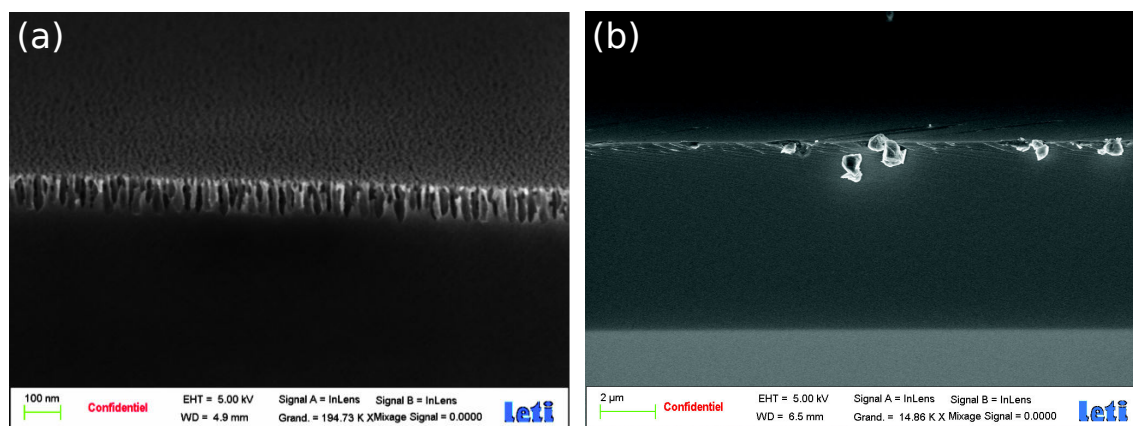 (a)
(b)
100 nm
Confidentiel
EHT = 5.00 kV
WD = 4.9 mm
Signal A = InLens
Signal B = InLens
Grand. = 194.73 K X
Mixage Signal = 0.0000
Leti
2 µm
Confidentiel
EHT = 5.00 kV
WD = 6.5 mm
Signal A = InLens
Signal B = InLens
Grand. = 14.86 K X
Mixage Signal = 0.0000
Leti